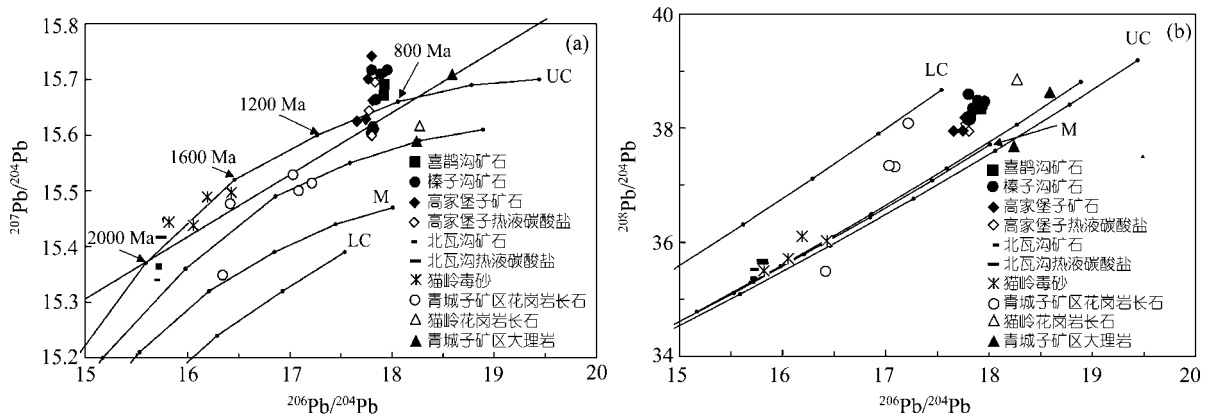 15.8
15.7
15.6
15.5
15.4
15.3
15.2
²⁰⁷Pb/²⁰⁴Pb
(a)
800 Ma
UC
1200 Ma
1600 Ma
2000 Ma
M
LC
喜鹊沟矿石
榛子沟矿石
高家堡子矿石
高家堡子热液碳酸盐
北瓦沟矿石
北瓦沟热液碳酸盐
猫岭毒砂
青城子矿区花岗岩长石
猫岭花岗岩长石
青城子矿区大理岩
15 16 17 18 19 20
²⁰⁶Pb/²⁰⁴Pb
40
38
36
34
²⁰⁸Pb/²⁰⁴Pb
(b)
UC
LC
M
喜鹊沟矿石
榛子沟矿石
高家堡子矿石
高家堡子热液碳酸盐
北瓦沟矿石
北瓦沟热液碳酸盐
猫岭毒砂
青城子矿区花岗岩长石
猫岭花岗岩长石
青城子矿区大理岩
15 16 17 18 19 20
²⁰⁶Pb/²⁰⁴Pb